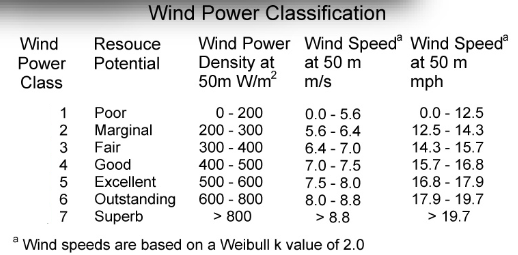 Wind Power Classification
Wind Power Class Resouce Potential Wind Power Density at 50m W/m² Wind Speedᵃ at 50 m m/s Wind Speedᵃ at 50 m mph
1 Poor 0 - 200 0.0 - 5.6 0.0 - 12.5
2 Marginal 200 - 300 5.6 - 6.4 12.5 - 14.3
3 Fair 300 - 400 6.4 - 7.0 14.3 - 15.7
4 Good 400 - 500 7.0 - 7.5 15.7 - 16.8
5 Excellent 500 - 600 7.5 - 8.0 16.8 - 17.9
6 Outstanding 600 - 800 8.0 - 8.8 17.9 - 19.7
7 Superb > 800 > 8.8 > 19.7
ᵃ Wind speeds are based on a Weibull k value of 2.0